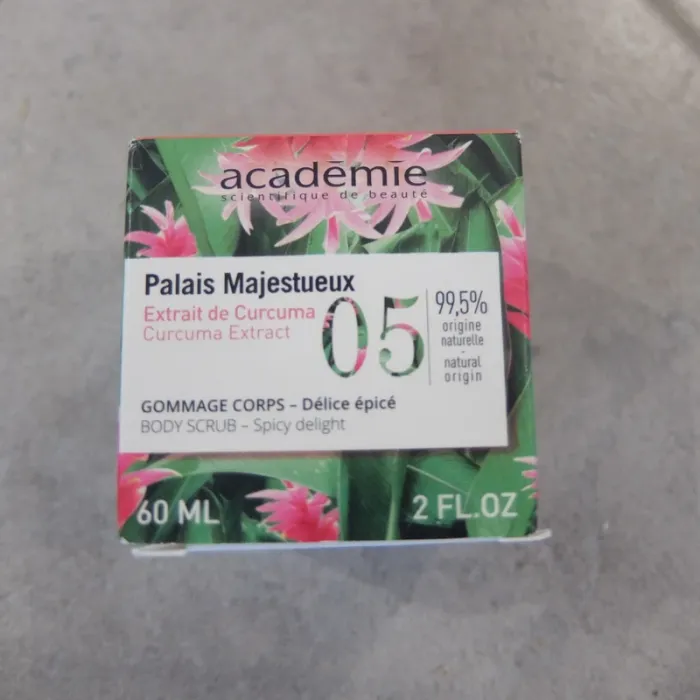 académie
scientifique de beauté
Palais Majestueux
Extrait de Curcuma
Curcuma Extract
05
99,5%
origine
naturelle
-
natural
origin
GOMMAGE CORPS – Délice épicé
BODY SCRUB – Spicy delight
60 ML
2 FL.OZ